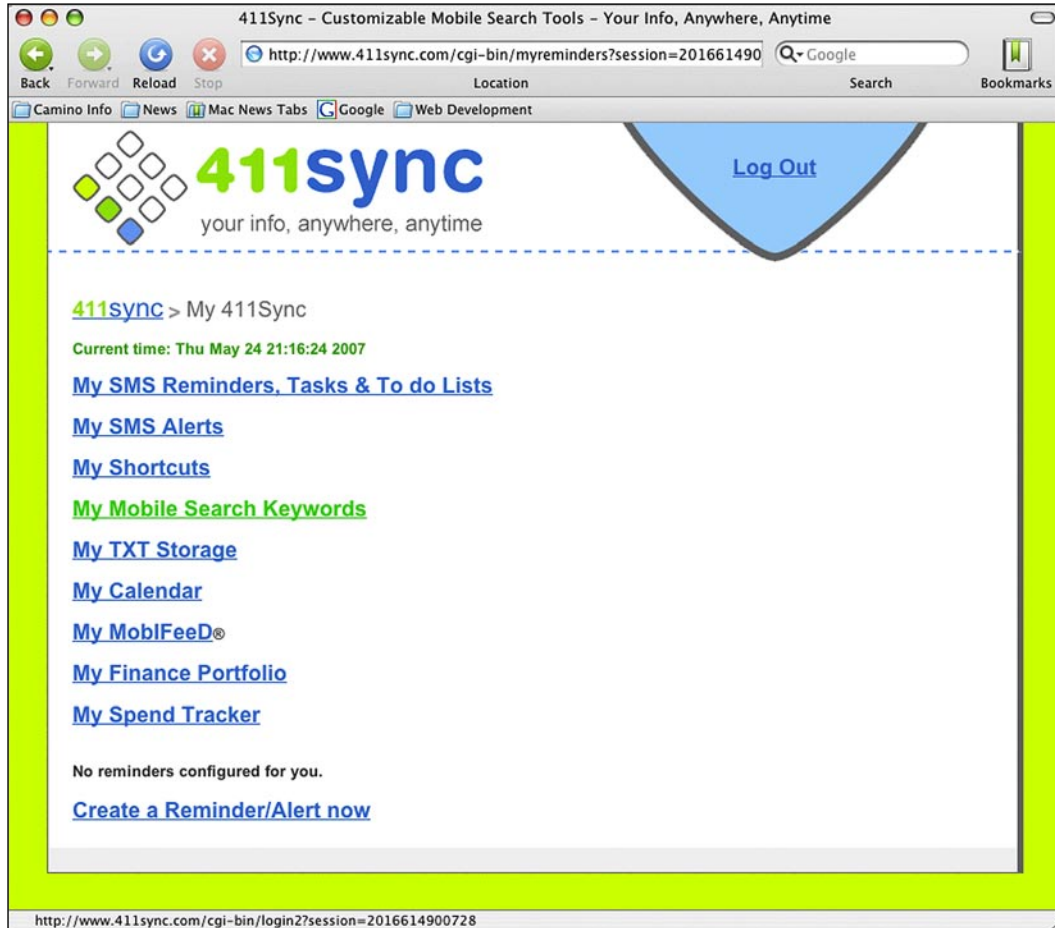 411Sync – Customizable Mobile Search Tools – Your Info, Anywhere, Anytime
http://www.411sync.com/cgi-bin/myreminders?session=201661490
Google
Back Forward Reload Stop Location Search Bookmarks
Camino Info News Mac News Tabs Google Web Development
411sync
your info, anywhere, anytime
Log Out
411sync > My 411Sync
Current time: Thu May 24 21:16:24 2007
My SMS Reminders, Tasks & To do Lists
My SMS Alerts
My Shortcuts
My Mobile Search Keywords
My TXT Storage
My Calendar
My MobIFeeD®
My Finance Portfolio
My Spend Tracker
No reminders configured for you.
Create a Reminder/Alert now
http://www.411sync.com/cgi-bin/login2?session=2016614900728